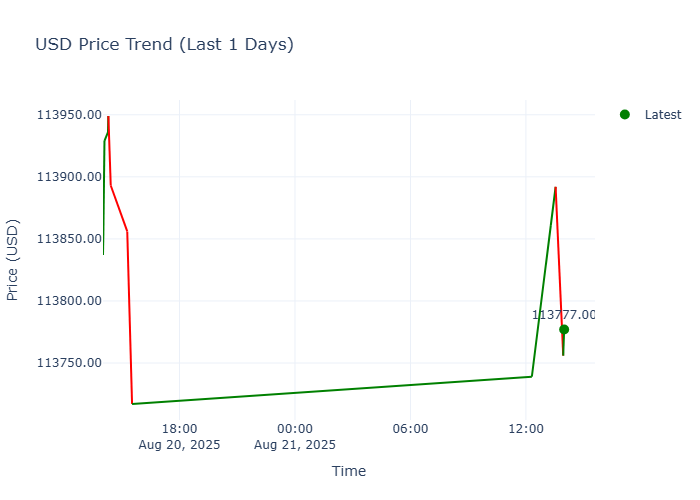 USD Price Trend (Last 1 Days)
113950.00
113900.00
113850.00
113800.00
113750.00
Price (USD)
Latest
113777.00
18:00
Aug 20, 2025
00:00
Aug 21, 2025
06:00
12:00
Time